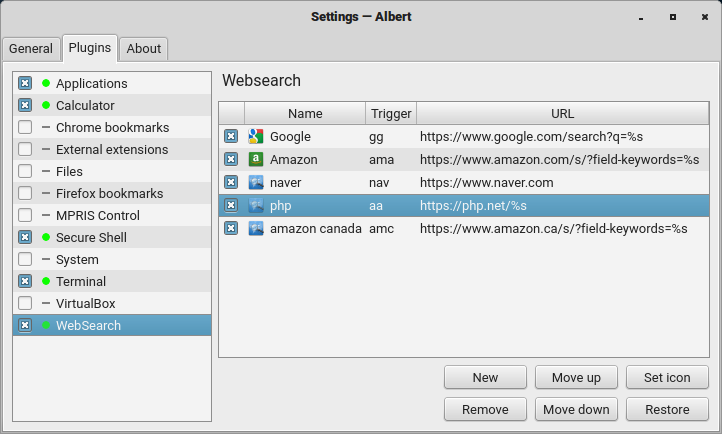 Settings — Albert
General Plugins About
Applications
Calculator
Chrome bookmarks
External extensions
Files
Firefox bookmarks
MPRIS Control
Secure Shell
System
Terminal
VirtualBox
WebSearch
Websearch
Name Trigger URL
Google gg https://www.google.com/search?q=%s
Amazon ama https://www.amazon.com/s/?field-keywords=%s
naver nav https://www.naver.com
php aa https://php.net/%s
amazon canada amc https://www.amazon.ca/s/?field-keywords=%s
New Move up Set icon
Remove Move down Restore